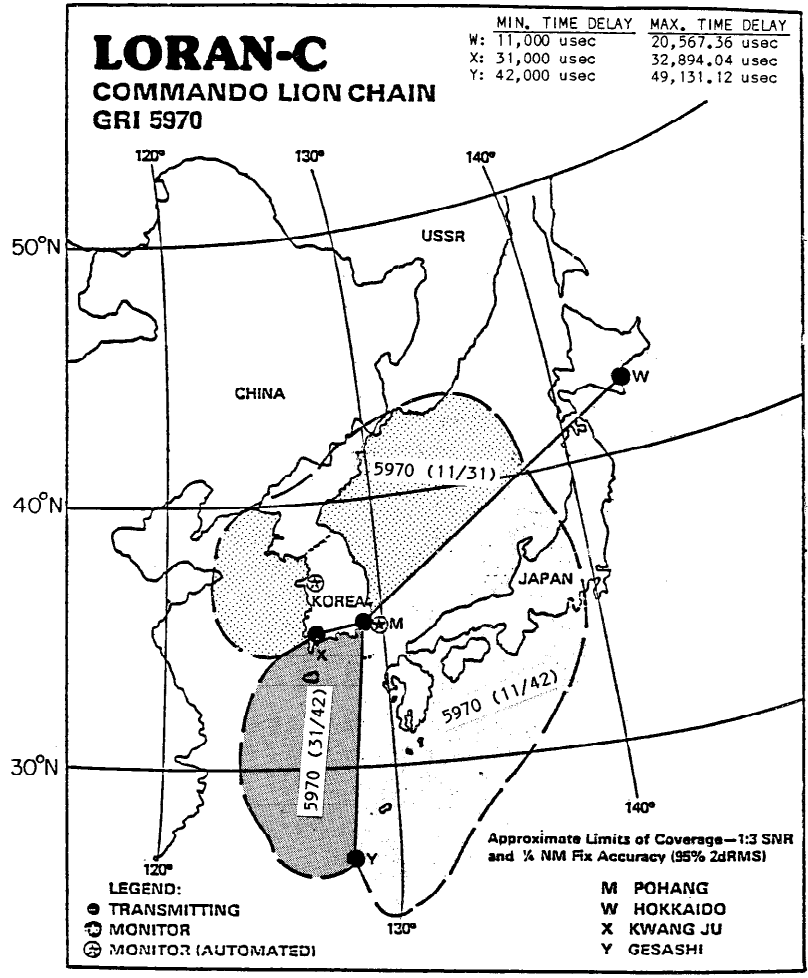 LORAN-C
COMMANDO LION CHAIN
GRI 5970
MIN. TIME DELAY MAX. TIME DELAY
W: 11,000 usec 20,567.36 usec
X: 31,000 usec 32,894.04 usec
Y: 42,000 usec 49,131.12 usec
120° 130° 140°
50°N
USSR
W
CHINA
5970 (11/31)
40°N
JAPAN
KOREA
M
X
5970 (11/42)
5970 (31/42)
30°N
140°
Y
120°
130°
Approximate Limits of Coverage—1:3 SNR
and ¼ NM Fix Accuracy (95% 2dRMS)
LEGEND:
TRANSMITTING
MONITOR
MONITOR (AUTOMATED)
M POHANG
W HOKKAIDO
X KWANG JU
Y GESASHI